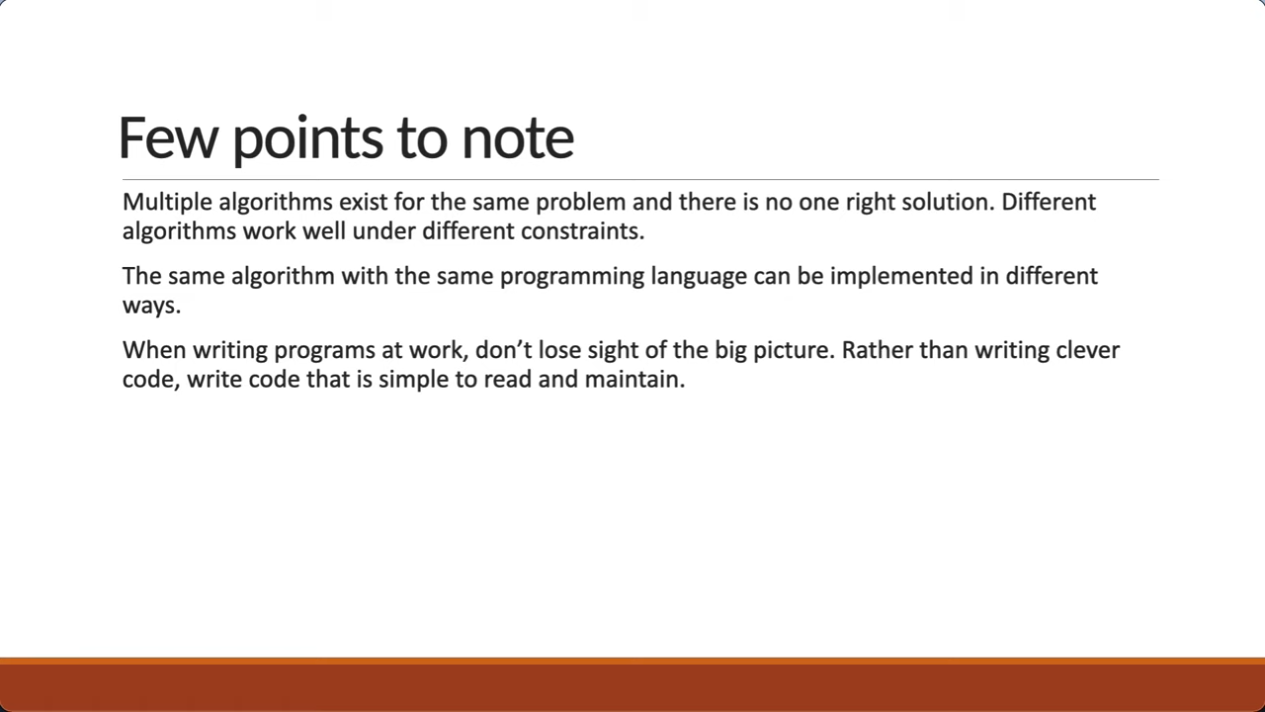 Few points to note
Multiple algorithms exist for the same problem and there is no one right solution. Different
algorithms work well under different constraints.
The same algorithm with the same programming language can be implemented in different
ways.
When writing programs at work, don’t lose sight of the big picture. Rather than writing clever
code, write code that is simple to read and maintain.